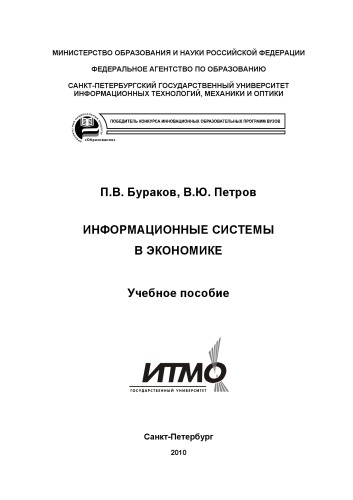 МИНИСТЕРСТВО ОБРАЗОВАНИЯ И НАУКИ РОССИЙСКОЙ ФЕДЕРАЦИИ
ФЕДЕРАЛЬНОЕ АГЕНТСТВО ПО ОБРАЗОВАНИЮ
САНКТ-ПЕТЕРБУРГСКИЙ ГОСУДАРСТВЕННЫЙ УНИВЕРСИТЕТ
ИНФОРМАЦИОННЫХ ТЕХНОЛОГИЙ, МЕХАНИКИ И ОПТИКИ
ПОБЕДИТЕЛЬ КОНКУРСА ИННОВАЦИОННЫХ ОБРАЗОВАТЕЛЬНЫХ ПРОГРАММ ВУЗОВ
«Образование»
П.В. Бураков, В.Ю. Петров
ИНФОРМАЦИОННЫЕ СИСТЕМЫ
В ЭКОНОМИКЕ
Учебное пособие
ИТМО
ГОСУДАРСТВЕННЫЙ УНИВЕРСИТЕТ
Санкт-Петербург
2010